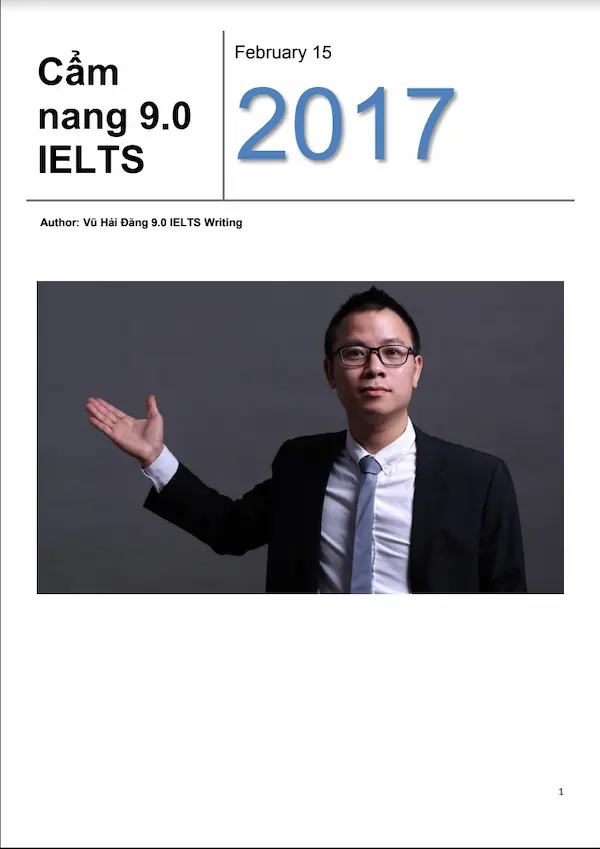 Cẩm
nang 9.0
IELTS
February 15
2017
Author: Vũ Hải Đăng 9.0 IELTS Writing
1